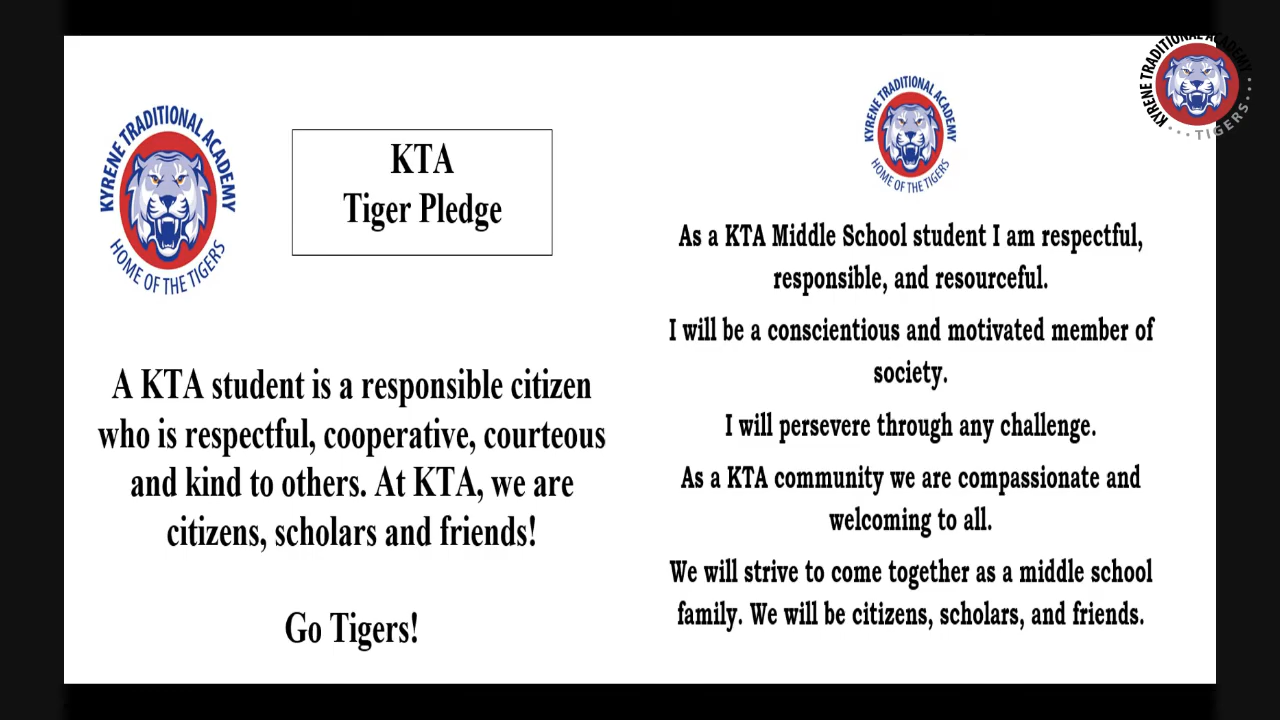 KYRENE TRADITIONAL ACADEMY
HOME OF THE TIGERS
KTA
Tiger Pledge
A KTA student is a responsible citizen
who is respectful, cooperative, courteous
and kind to others. At KTA, we are
citizens, scholars and friends!
Go Tigers!
KYRENE TRADITIONAL ACADEMY
HOME OF THE TIGERS
As a KTA Middle School student I am respectful,
responsible, and resourceful.
I will be a conscientious and motivated member of
society.
I will persevere through any challenge.
As a KTA community we are compassionate and
welcoming to all.
We will strive to come together as a middle school
family. We will be citizens, scholars, and friends.
KYRENE TRADITIONAL ACADEMY
···TIGERS···